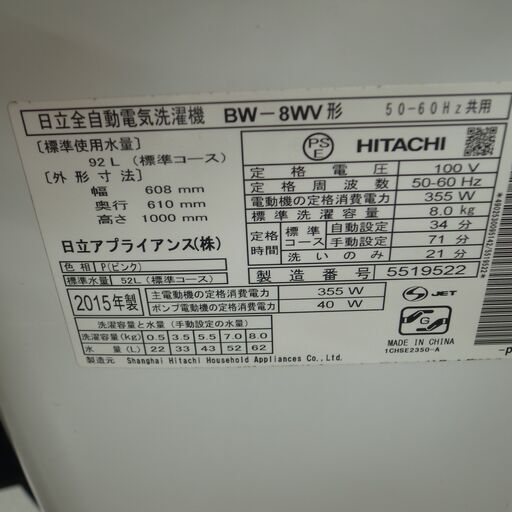 日立全自動電気洗濯機 BW-8WV形 50-60Hz共用
[標準使用水量]
92L (標準コース)
[外形寸法]
幅 608 mm
奥行 610 mm
高さ 1000 mm
日立アプライアンス(株)
色相 P(ピンク)
標準水量 52L (標準コース)
2015年製
主電動機の定格消費電力 355 W
ポンプ電動機の定格消費電力 40 W
洗濯容量と水量 (手動設定の水量)
洗濯容量(kg) 0.5 3.5 5.5 7.0 8.0
水量(L) 22 33 43 52 62
製造元 Shanghai Hitachi Household Appliances Co., Ltd.
PS
E
HITACHI
定格電圧 100 V
定格周波数 50-60 Hz
電動機の定格消費電力 355 W
標準洗濯容量 8.0 kg
定格時間 標準コース 自動設定 34 分
手動設定 71 分
洗いのみ 21 分
製造番号 5519522
S JET
G
MADE IN CHINA
1CHSE2350-A
-p